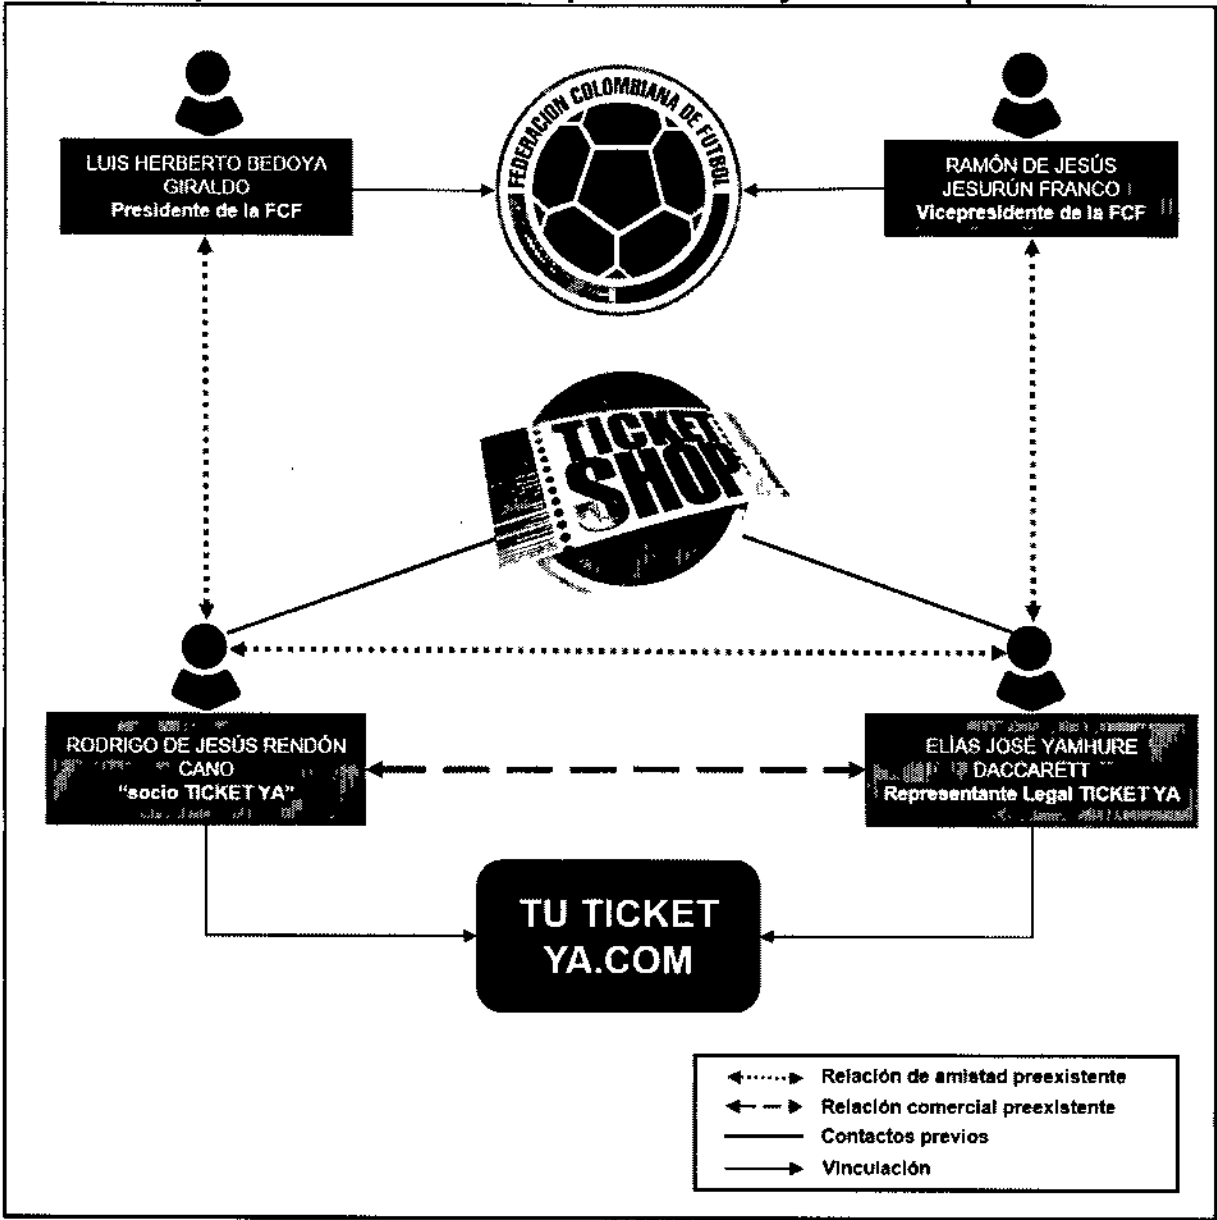 LUIS HERBERTO BEDOYA
GIRALDO
Presidente de la FCF
FEDERACION COLOMBIANA DE FUTBOL
RAMÓN DE JESÚS
JESURÚN FRANCO
Vicepresidente de la FCF
TICKET
SHOP
RODRIGO DE JESÚS RENDÓN
CANO
"socio TICKET YA"
ELÍAS JOSÉ YAMHURE
DACCARETT
Representante Legal TICKET YA
TU TICKET
YA.COM
Relación de amistad preexistente
Relación comercial preexistente
Contactos previos
Vinculación